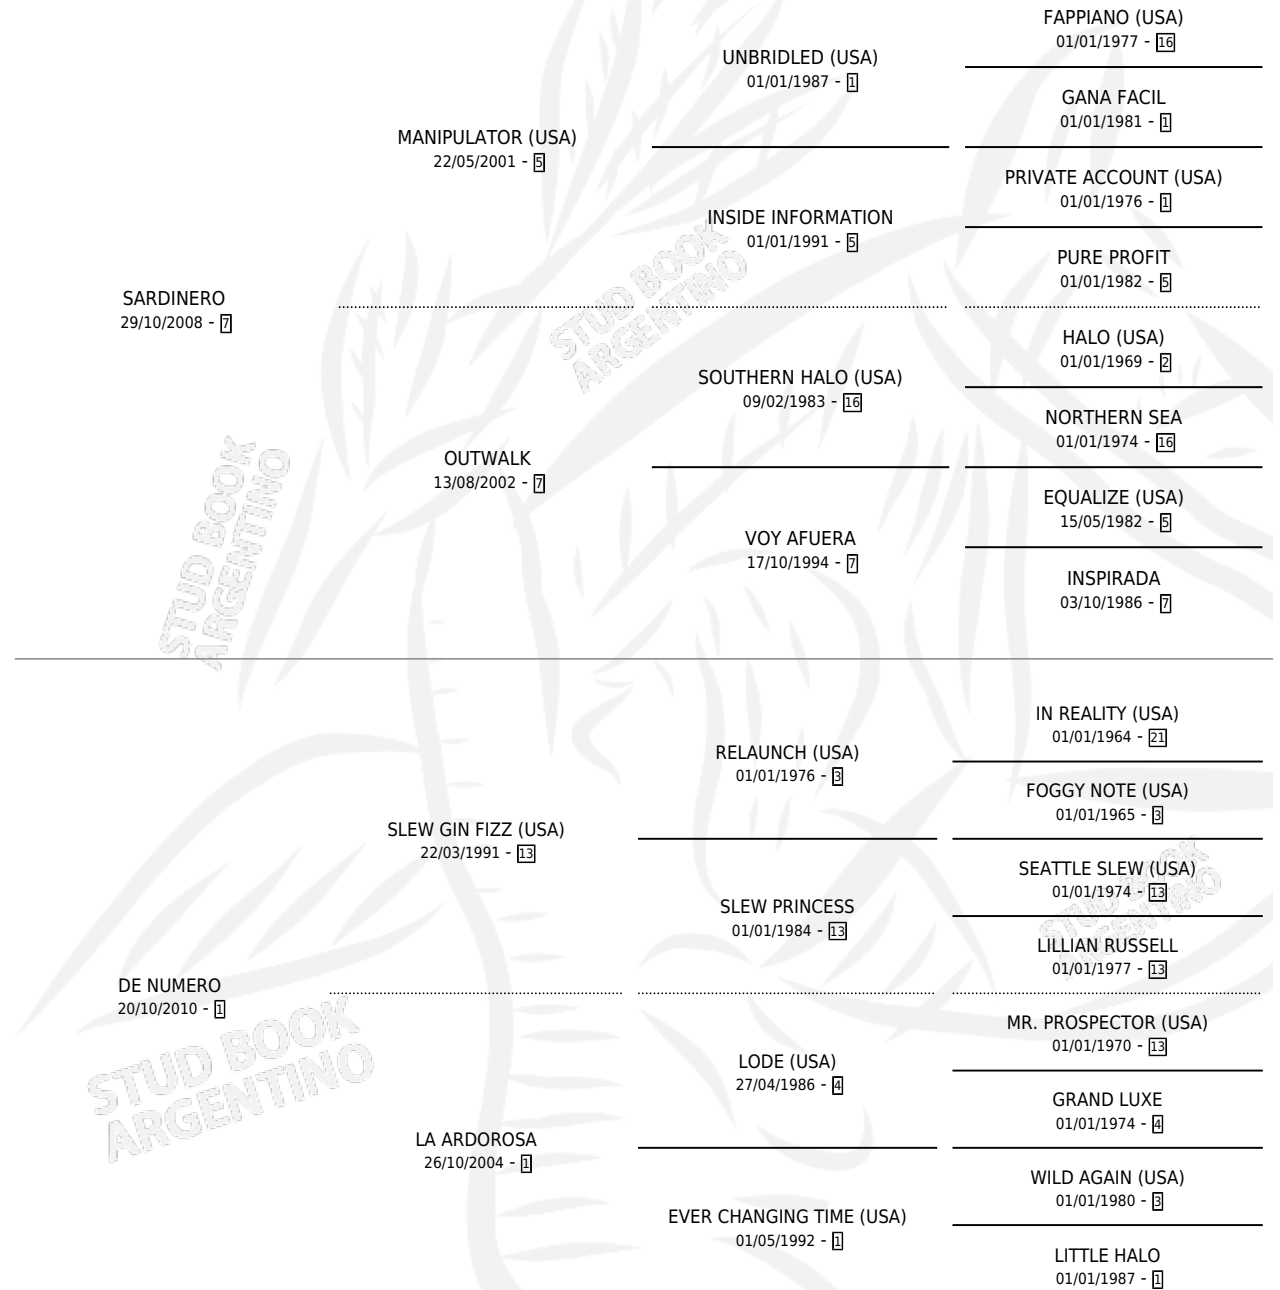 FAPPIANO (USA)
01/01/1977 - 16
UNBRIDLED (USA)
01/01/1987 - 1
GANA FACIL
01/01/1981 - 1
MANIPULATOR (USA)
22/05/2001 - 5
PRIVATE ACCOUNT (USA)
01/01/1976 - 1
INSIDE INFORMATION
01/01/1991 - 5
PURE PROFIT
01/01/1982 - 5
SARDINERO
29/10/2008 - 7
STUD BOOK
ARGENTINO
HALO (USA)
01/01/1969 - 2
SOUTHERN HALO (USA)
09/02/1983 - 16
NORTHERN SEA
01/01/1974 - 16
OUTWALK
13/08/2002 - 7
EQUALIZE (USA)
15/05/1982 - 5
VOY AFUERA
17/10/1994 - 7
INSPIRADA
03/10/1986 - 7
STUD BOOK
ARGENTINO
IN REALITY (USA)
01/01/1964 - 21
RELAUNCH (USA)
01/01/1976 - 3
FOGGY NOTE (USA)
01/01/1965 - 3
SLEW GIN FIZZ (USA)
22/03/1991 - 13
SEATTLE SLEW (USA)
01/01/1974 - 13
SLEW PRINCESS
01/01/1984 - 13
LILLIAN RUSSELL
01/01/1977 - 13
STUD BOOK
ARGENTINO
DE NUMERO
20/10/2010 - 1
MR. PROSPECTOR (USA)
01/01/1970 - 13
LODE (USA)
27/04/1986 - 4
GRAND LUXE
01/01/1974 - 4
STUD BOOK
ARGENTINO
LA ARDOROSA
26/10/2004 - 1
WILD AGAIN (USA)
01/01/1980 - 3
EVER CHANGING TIME (USA)
01/05/1992 - 1
LITTLE HALO
01/01/1987 - 1